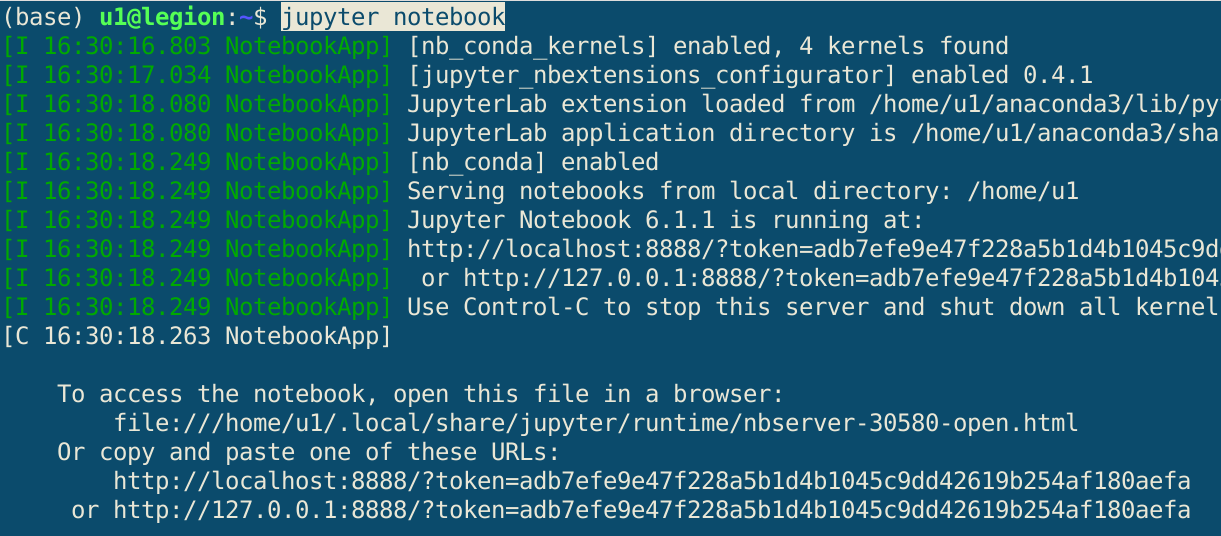 (base) u1@legion:~$ jupyter notebook
[I 16:30:16.803 NotebookApp] [nb_conda_kernels] enabled, 4 kernels found
[I 16:30:17.034 NotebookApp] [jupyter_nbextensions_configurator] enabled 0.4.1
[I 16:30:18.080 NotebookApp] JupyterLab extension loaded from /home/u1/anaconda3/lib/py
[I 16:30:18.080 NotebookApp] JupyterLab application directory is /home/u1/anaconda3/sha
[I 16:30:18.249 NotebookApp] [nb_conda] enabled
[I 16:30:18.249 NotebookApp] Serving notebooks from local directory: /home/u1
[I 16:30:18.249 NotebookApp] Jupyter Notebook 6.1.1 is running at:
[I 16:30:18.249 NotebookApp] http://localhost:8888/?token=adb7efe9e47f228a5b1d4b1045c9d
[I 16:30:18.249 NotebookApp]  or http://127.0.0.1:8888/?token=adb7efe9e47f228a5b1d4b104
[I 16:30:18.249 NotebookApp] Use Control-C to stop this server and shut down all kernel
[C 16:30:18.263 NotebookApp]
To access the notebook, open this file in a browser:
file:///home/u1/.local/share/jupyter/runtime/nbserver-30580-open.html
Or copy and paste one of these URLs:
http://localhost:8888/?token=adb7efe9e47f228a5b1d4b1045c9dd42619b254af180aefa
or http://127.0.0.1:8888/?token=adb7efe9e47f228a5b1d4b1045c9dd42619b254af180aefa